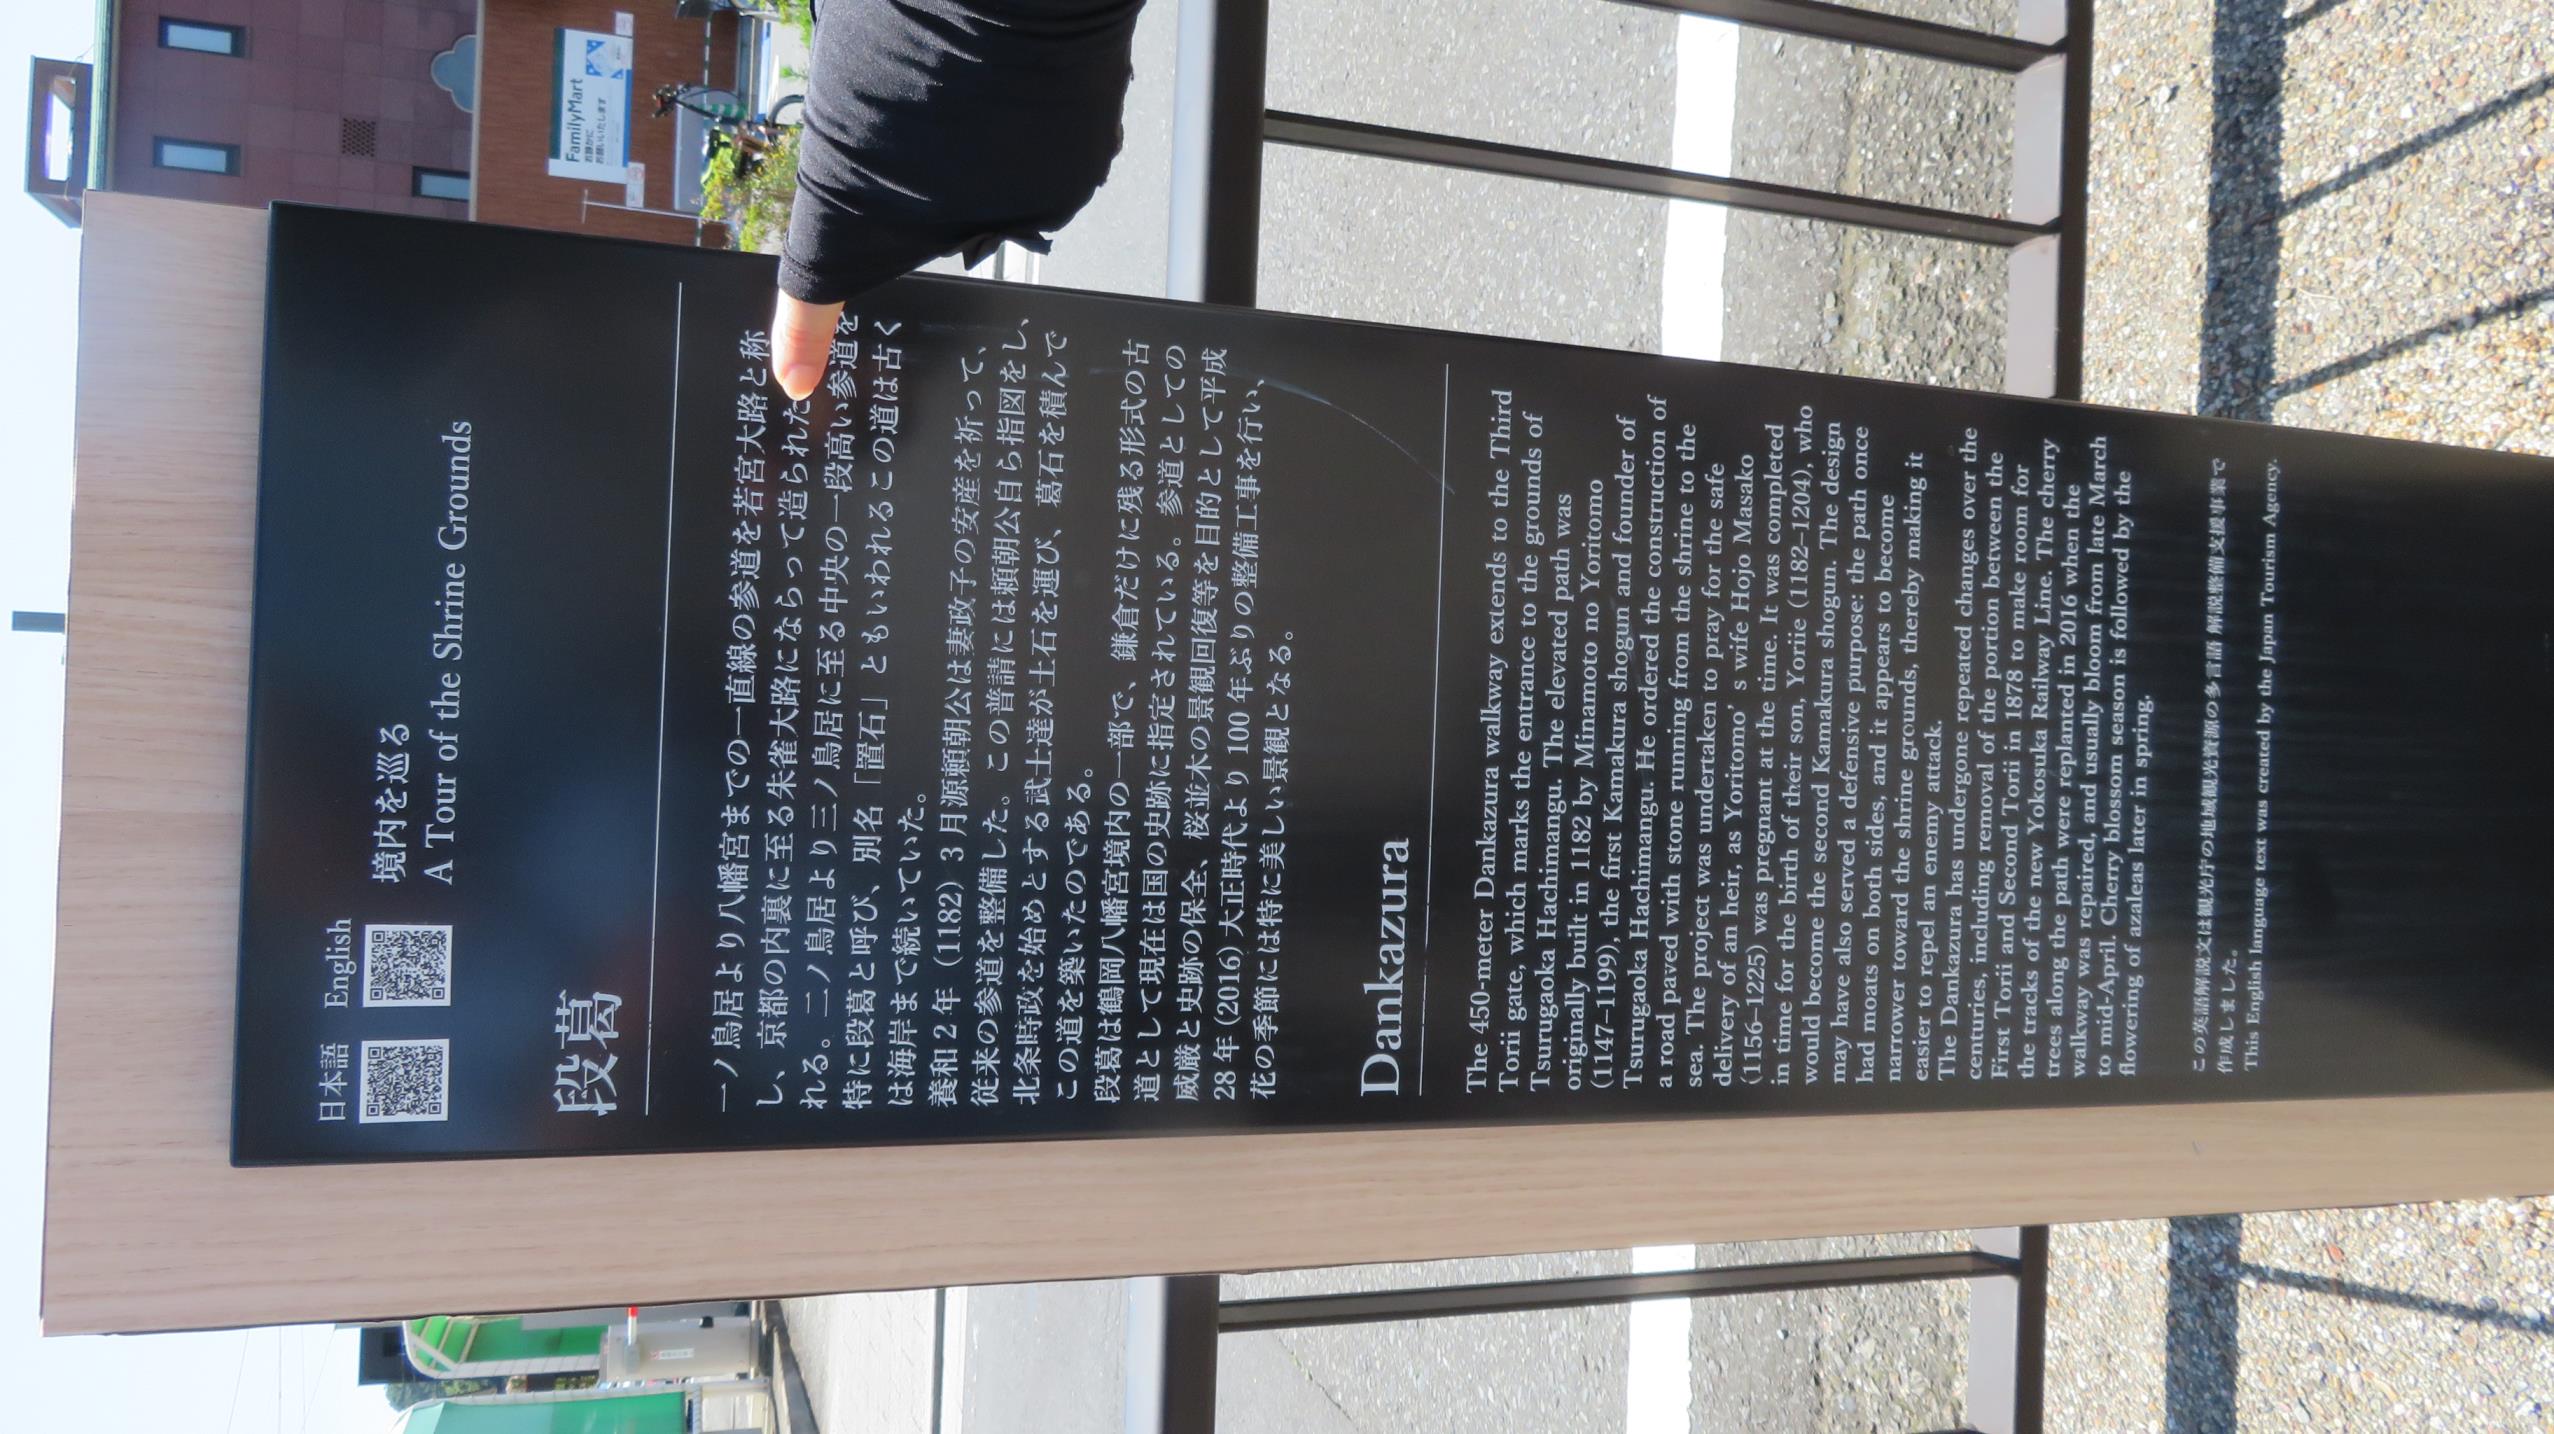 日本語 English
境内を巡る
A Tour of the Shrine Grounds
段葛
一ノ鳥居より八幡宮までの一直線の参道を若宮大路と称
し、京都の内裏に至る朱雀大路にならって造られた
れる。二ノ鳥居より三ノ鳥居に至る中央の一段高い参道を
特に段葛と呼び、別名「置石」ともいわれるこの道は古く
は海岸まで続いていた。
養和2年（1182）3月源頼朝公は妻政子の安産を祈って、
従来の参道を整備した。この普請には頼朝公自ら指図をし、
北条時政を始めとする武士達が土石を運び、葛石を積んで
この道を築いたのである。
段葛は鶴岡八幡宮境内の一部で、鎌倉だけに残る形式の古
道として現在は国の史跡に指定されている。参道としての
威厳と史跡の保全、桜並木の景観回復等を目的として平成
28年（2016）大正時代より100年ぶりの整備工事を行い、
花の季節には特に美しい景観となる。
Dankazura
The 450-meter Dankazura walkway extends to the Third
Torii gate, which marks the entrance to the grounds of
Tsurugaoka Hachimangu. The elevated path was
originally built in 1182 by Minamoto no Yoritomo
(1147–1199), the first Kamakura shogun and founder of
Tsurugaoka Hachimangu. He ordered the construction of
a road paved with stone running from the shrine to the
sea. The project was undertaken to pray for the safe
delivery of an heir, as Yoritomo’s wife Hojo Masako
(1156–1225) was pregnant at the time. It was completed
in time for the birth of their son, Yoriie (1182–1204), who
would become the second Kamakura shogun. The design
may have also served a defensive purpose: the path once
had moats on both sides, and it appears to become
narrower toward the shrine grounds, thereby making it
easier to repel an enemy attack.
The Dankazura has undergone repeated changes over the
centuries, including removal of the portion between the
First Torii and Second Torii in 1878 to make room for
the tracks of the new Yokosuka Railway Line. The cherry
trees along the path were replanted in 2016 when the
walkway was repaired, and usually bloom from late March
to mid-April. Cherry blossom season is followed by the
flowering of azaleas later in spring.
この英語解説文は観光庁の地域観光資源の多言語解説整備支援事業で
作成しました。
This English language text was created by the Japan Tourism Agency.
FamilyMart
お静かに
お願いいたします